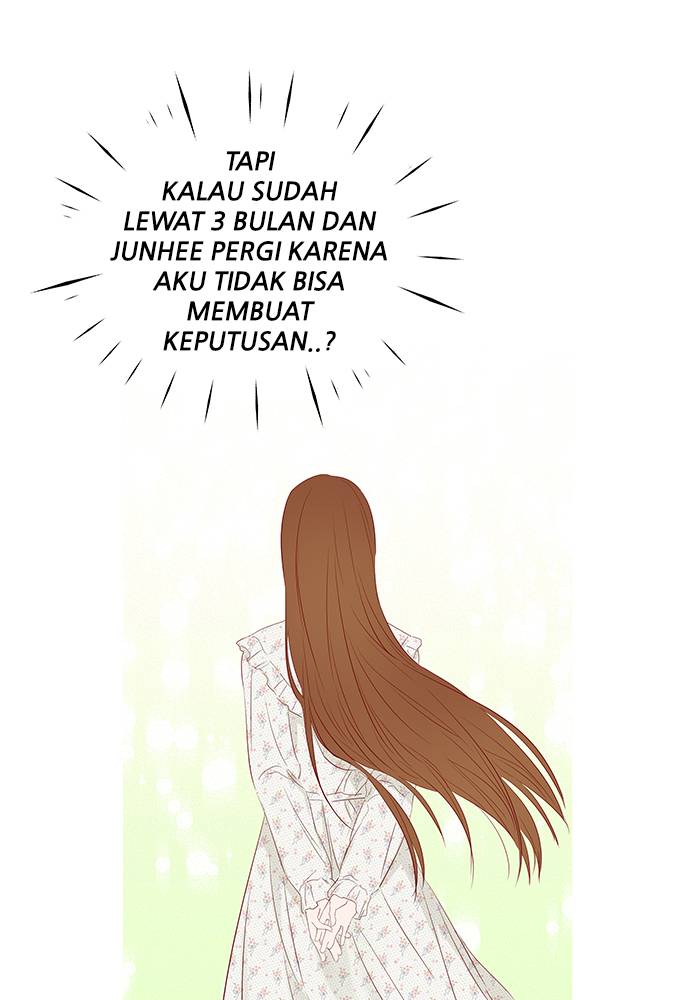 TAPI
KALAU SUDAH
LEWAT 3 BULAN DAN
JUNHEE PERGI KARENA
AKU TIDAK BISA
MEMBUAT
KEPUTUSAN..?